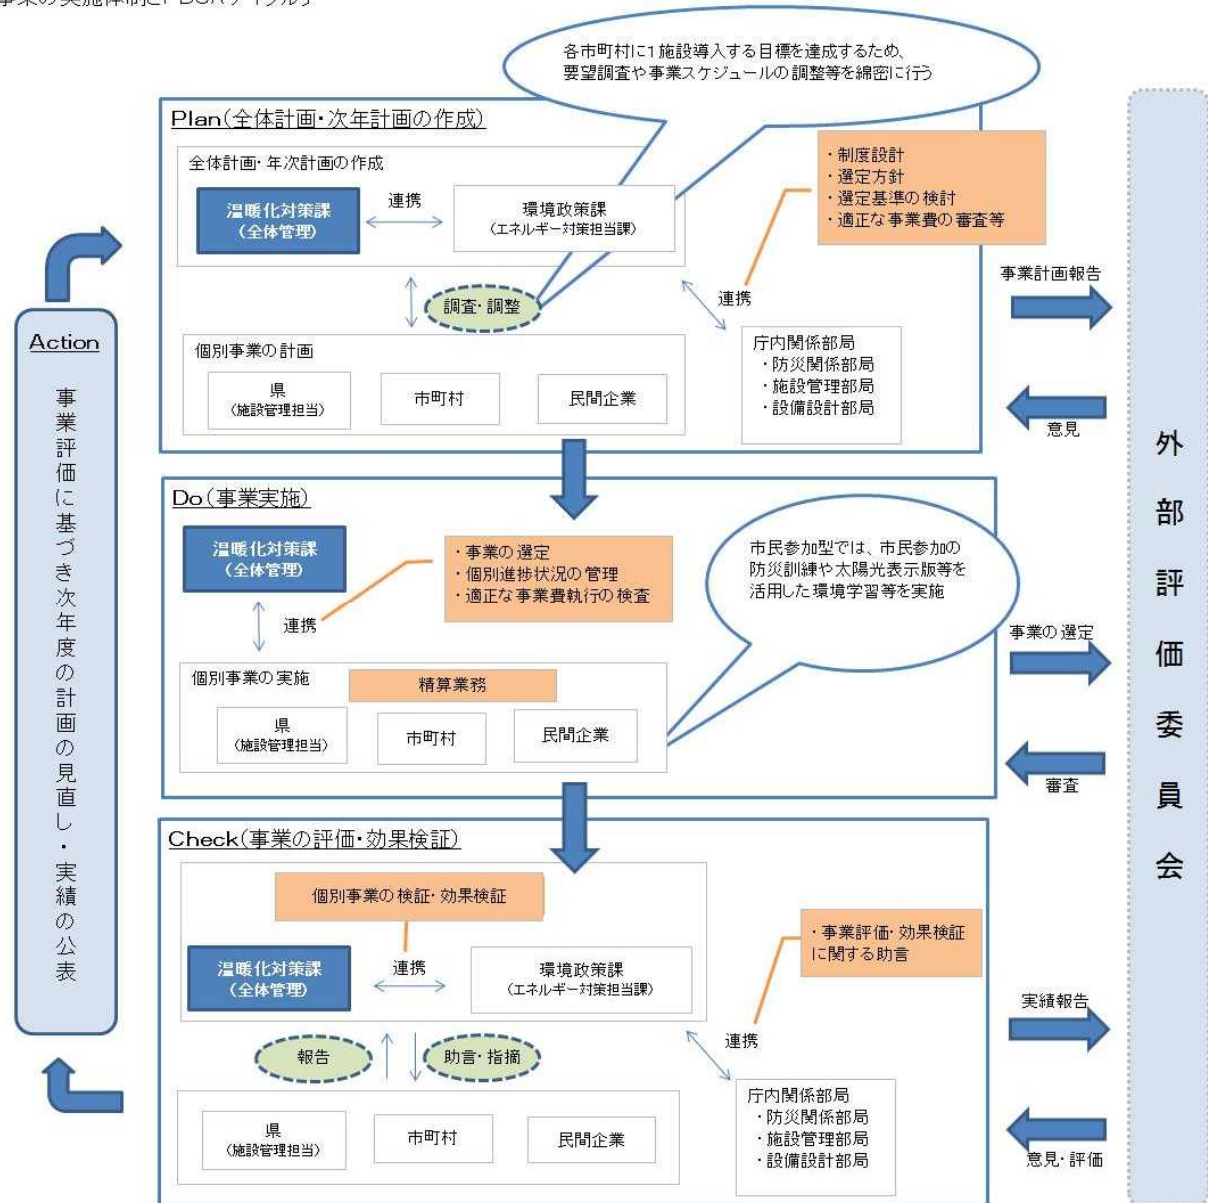 事業の実施体制とPDCAサイクル
各市町村に1施設導入する目標を達成するため、
要望調査や事業スケジュールの調整等を綿密に行う
Plan(全体計画・次年計画の作成)
全体計画・年次計画の作成
温暖化対策課
(全体管理)
連携
環境政策課
(エネルギー対策担当課)
・制度設計
・選定方針
・選定基準の検討
・適正な事業費の審査等
調査・調整
連携
個別事業の計画
県
(施設管理担当)
市町村
民間企業
庁内関係部局
・防災関係部局
・施設管理部局
・設備設計部局
事業計画報告
意見
Do(事業実施)
温暖化対策課
(全体管理)
・事業の選定
・個別進捗状況の管理
・適正な事業費執行の検査
連携
市民参加型では、市民参加の
防災訓練や太陽光表示版等を
活用した環境学習等を実施
個別事業の実施
精算業務
県
(施設管理担当)
市町村
民間企業
事業の選定
審査
Check(事業の評価・効果検証)
個別事業の検証・効果検証
温暖化対策課
(全体管理)
連携
環境政策課
(エネルギー対策担当課)
・事業評価・効果検証
に関する助言
報告
助言・指摘
連携
県
(施設管理担当)
市町村
民間企業
庁内関係部局
・防災関係部局
・施設管理部局
・設備設計部局
実績報告
意見・評価
Action
事業評価に基づき次年度の計画の見直し・実績の公表
外部評価委員会